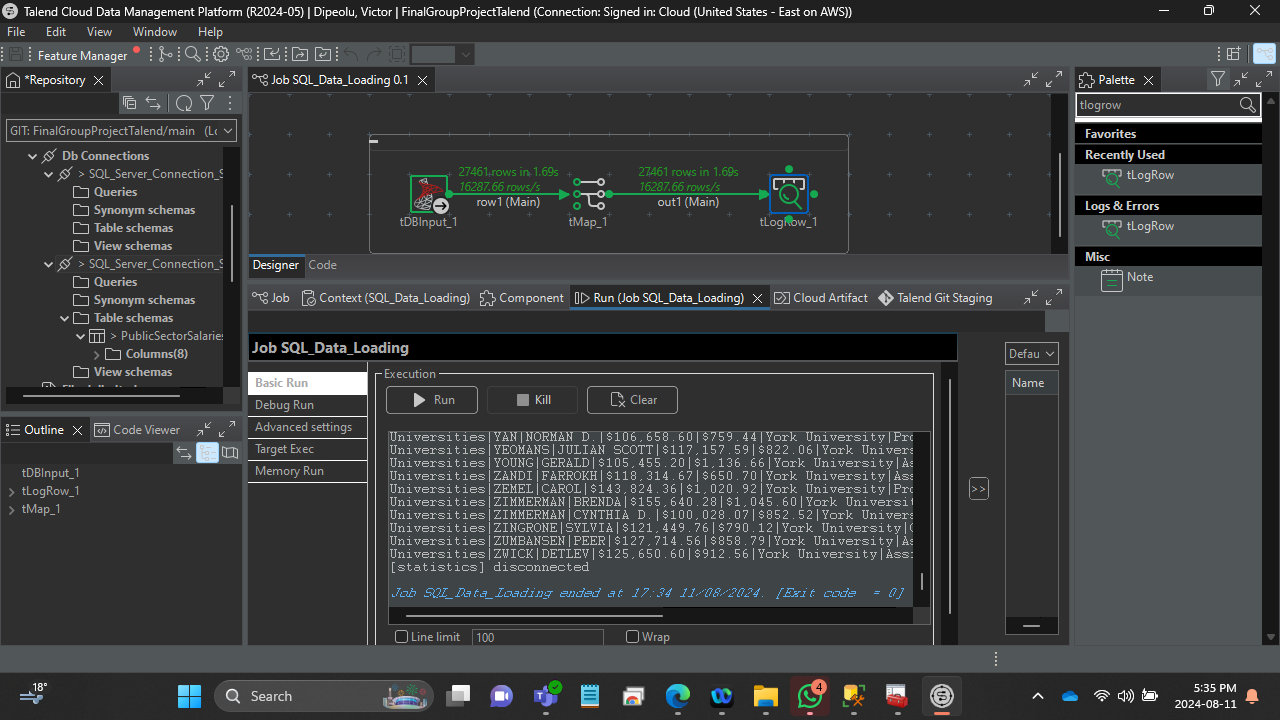 Talend Cloud Data Management Platform (R2024-05) | Dipeolu, Victor | FinalGroupProjectTalend (Connection: Signed in: Cloud (United States - East on AWS))
File Edit View Window Help
Feature Manager
*Repository
GIT: FinalGroupProjectTalend/main (Lo
Db Connections
> SQL_Server_Connection_S
Queries
Synonym schemas
Table schemas
View schemas
> SQL_Server_Connection_S
Queries
Synonym schemas
Table schemas
> PublicSectorSalaries
Columns(8)
View schemas
Outline
Code Viewer
tDBInput_1
tLogRow_1
tMap_1
Job SQL_Data_Loading 0.1
27461 rows in 1.69s
16287.66 rows/s
row1 (Main)
27461 rows in 1.69s
16287.66 rows/s
out1 (Main)
tDBInput_1
tMap_1
tLogRow_1
Designer Code
Job Context (SQL_Data_Loading) Component Run (Job SQL_Data_Loading) Cloud Artifact Talend Git Staging
Job SQL_Data_Loading
Basic Run
Debug Run
Advanced settings
Target Exec
Memory Run
Execution
Run Kill Clear
Universities|YAN|NORMAN D.|$106,658.60|$759.44|York University|Pro
Universities|YEOMANS|JULIAN SCOTT|$117,157.59|$822.06|York Univers
Universities|YOUNG|GERALD|$105,455.20|$1,136.66|York University|As
Universities|ZANDI|FARROKH|$118,314.67|$650.70|York University|Ass
Universities|ZEMEL|CAROL|$143,824.36|$1,020.92|York University|Pro
Universities|ZIMMERMAN|BRENDA|$155,640.28|$1,045.60|York Universit
Universities|ZIMMERMAN|CYNTHIA D.|$100,028.07|$852.52|York Univers
Universities|ZINGRONE|SYLVIA|$121,449.76|$790.12|York University|C
Universities|ZUMBANSEN|PEER|$127,714.56|$858.79|York University|As
Universities|ZWICK|DETLEV|$125,650.60|$912.56|York University|Assi
[statistics] disconnected
Job SQL_Data_Loading ended at 17:34 11/08/2024. [Exit code = 0]
Line limit 100 Wrap
>>
Defau
Name
Palette
tlogrow
Favorites
Recently Used
tLogRow
Logs & Errors
tLogRow
Misc
Note
18°
Search
4
5:35 PM
2024-08-11